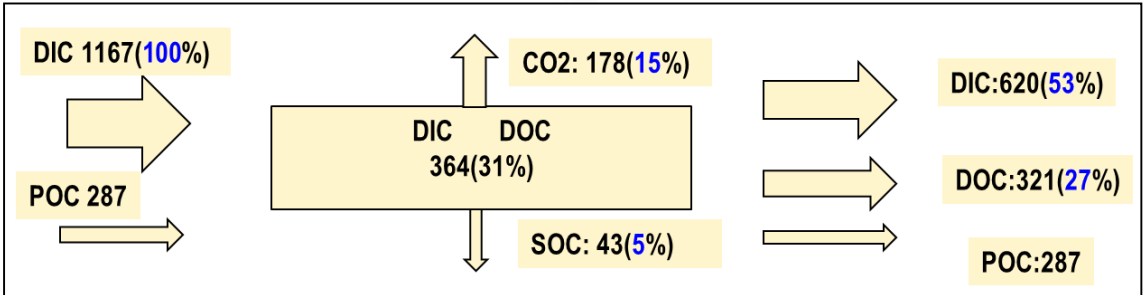 DIC 1167(100%)
POC 287
CO2: 178(15%)
DIC DOC
364(31%)
SOC: 43(5%)
DIC:620(53%)
DOC:321(27%)
POC:287